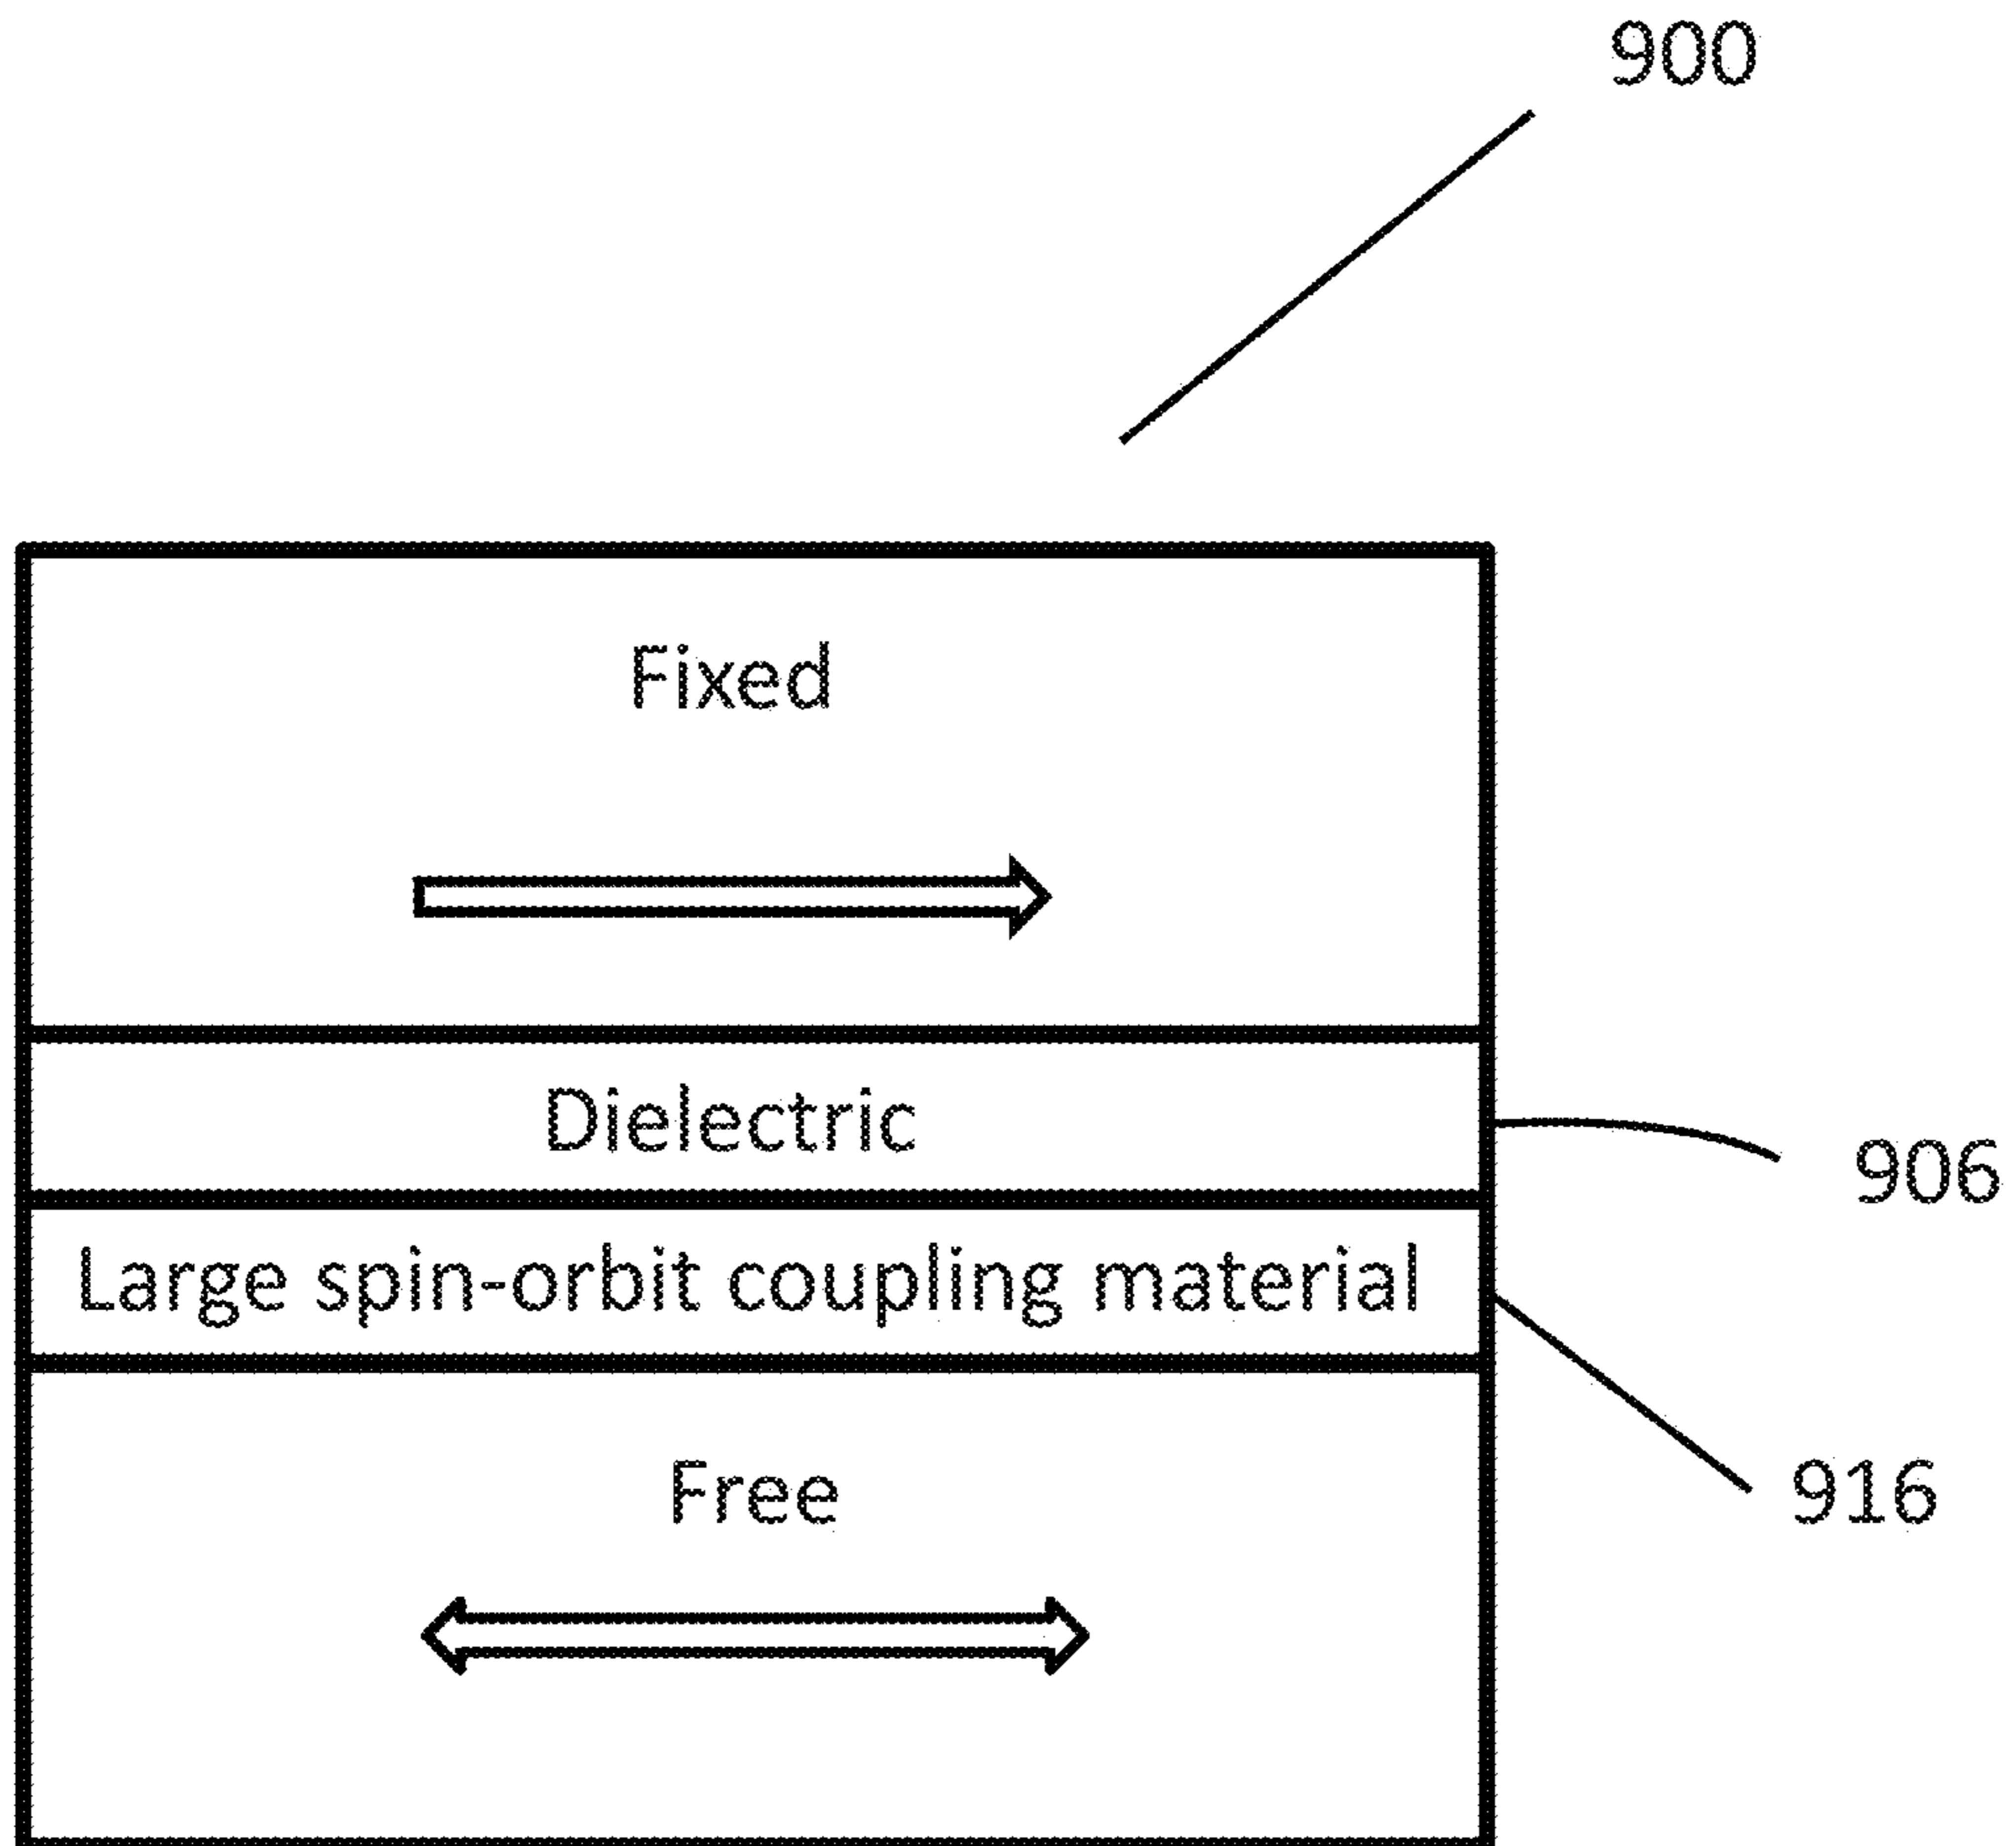 900
Fixed
Dielectric
906
Large spin-orbit coupling material
Free
916